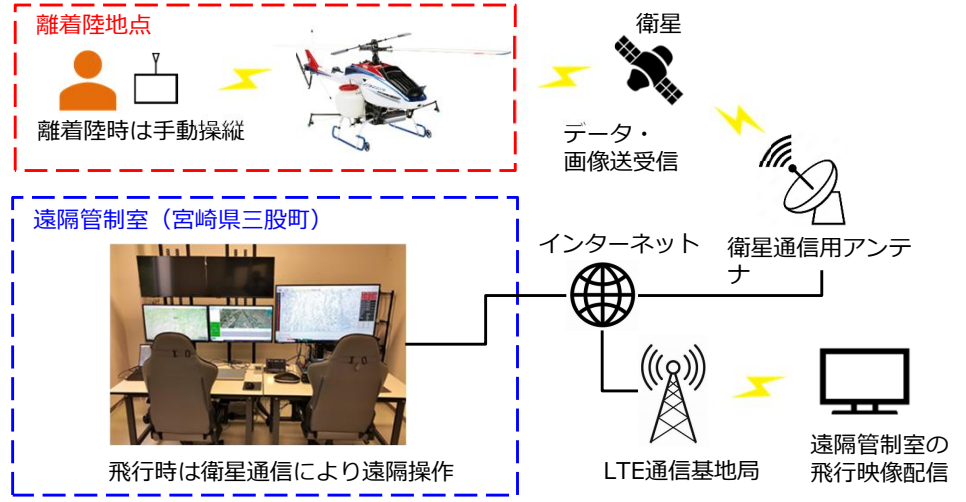 離着陸地点
離着陸時は手動操縦
衛星
データ・
画像送受信
衛星通信用アンテ
ナ
遠隔管制室（宮崎県三股町）
インターネット
飛行時は衛星通信により遠隔操作
LTE通信基地局
遠隔管制室の
飛行映像配信